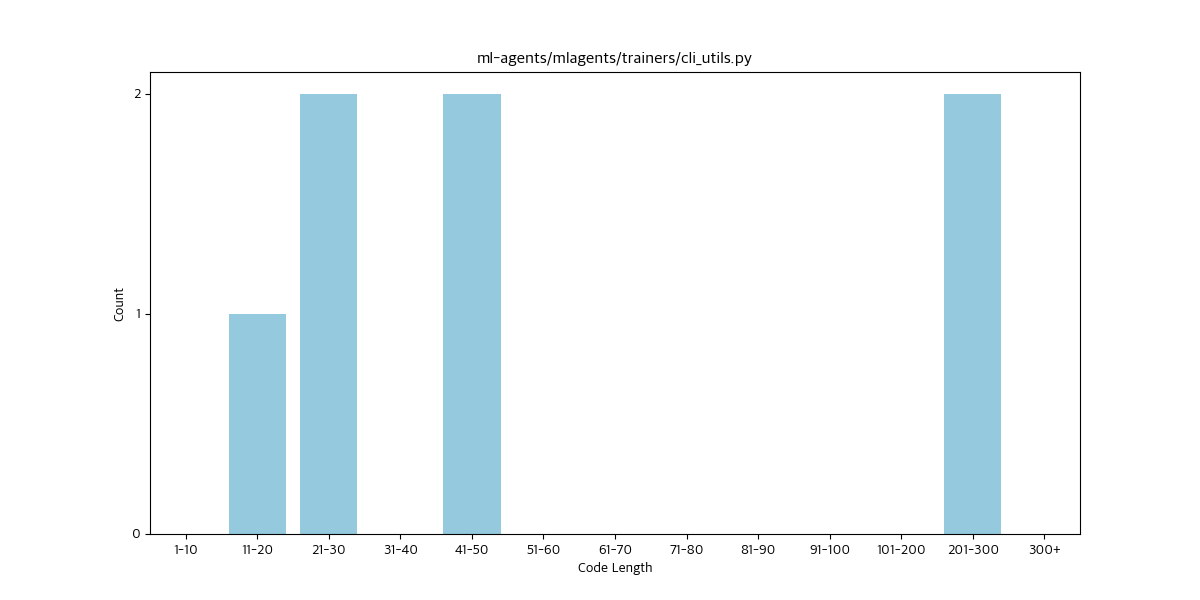 ml-agents/mlagents/trainers/cli_utils.py
Count
2
1
0
1-10 11-20 21-30 31-40 41-50 51-60 61-70 71-80 81-90 91-100 101-200 201-300 300+
Code Length